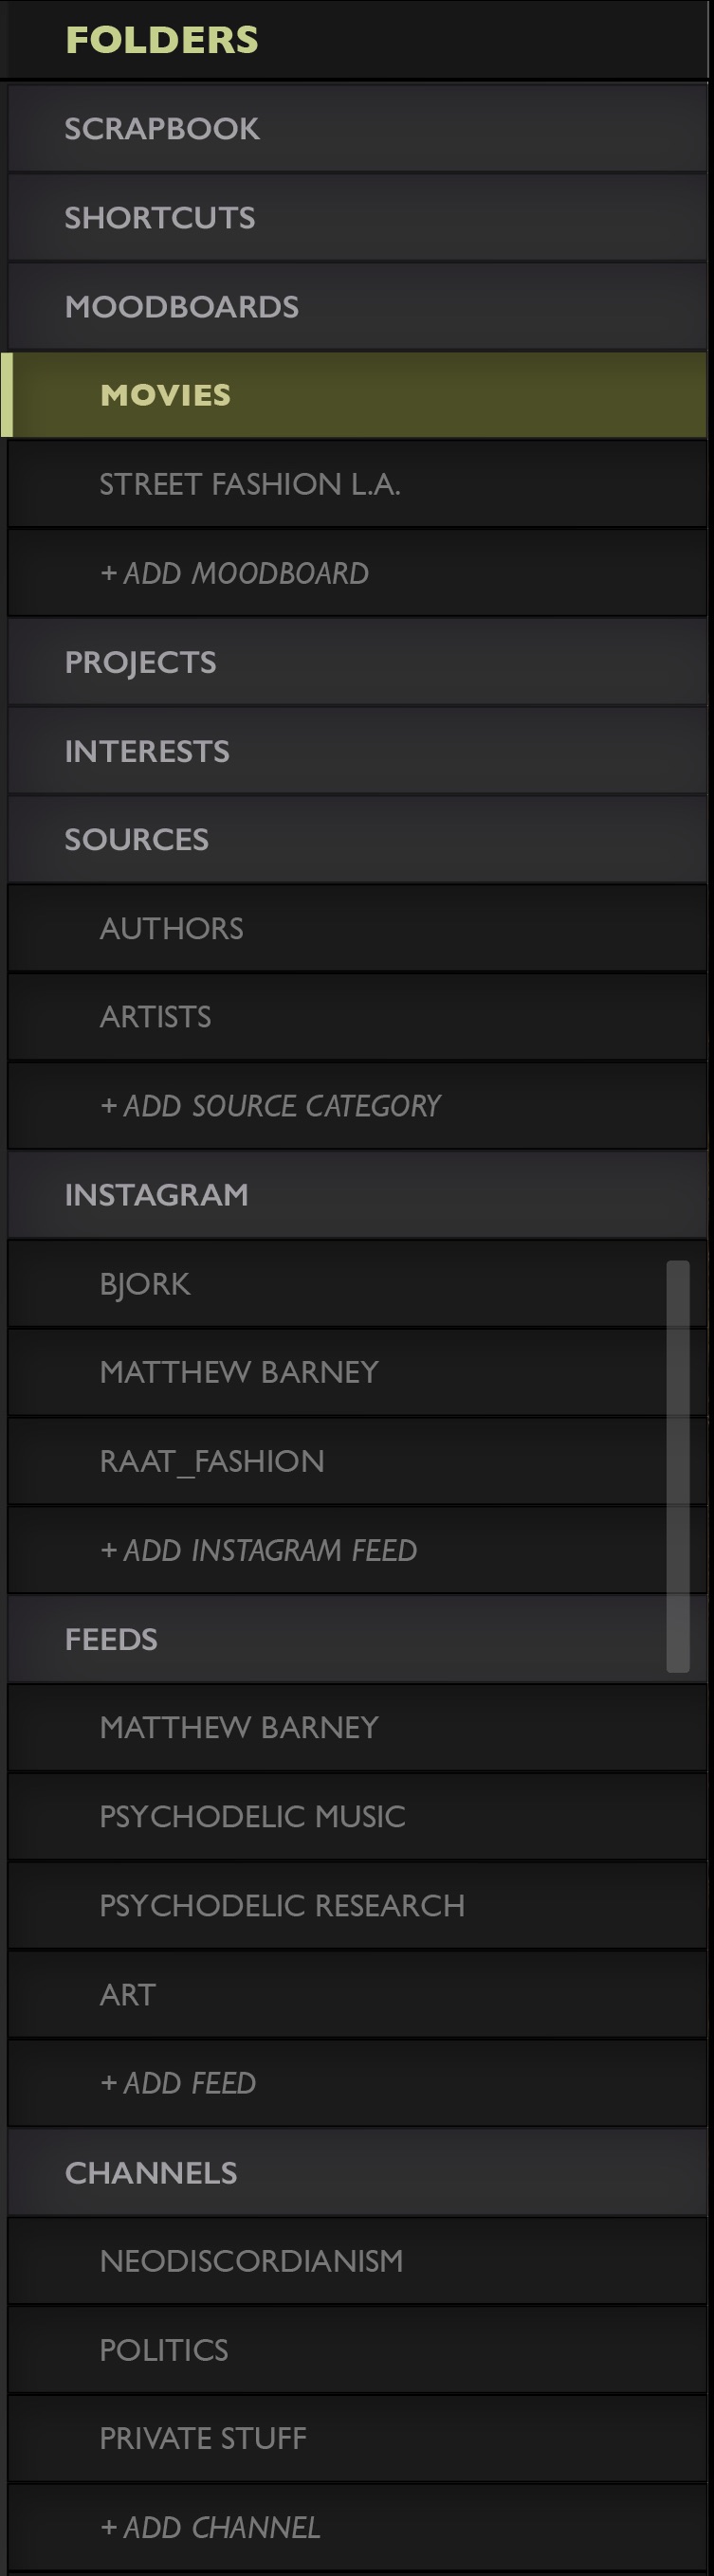 FOLDERS
SCRAPBOOK
SHORTCUTS
MOODBOARDS
MOVIES
STREET FASHION L.A.
+ ADD MOODBOARD
PROJECTS
INTERESTS
SOURCES
AUTHORS
ARTISTS
+ ADD SOURCE CATEGORY
INSTAGRAM
BJORK
MATTHEW BARNEY
RAAT_FASHION
+ ADD INSTAGRAM FEED
FEEDS
MATTHEW BARNEY
PSYCHODELIC MUSIC
PSYCHODELIC RESEARCH
ART
+ ADD FEED
CHANNELS
NEODISCORDIANISM
POLITICS
PRIVATE STUFF
+ ADD CHANNEL